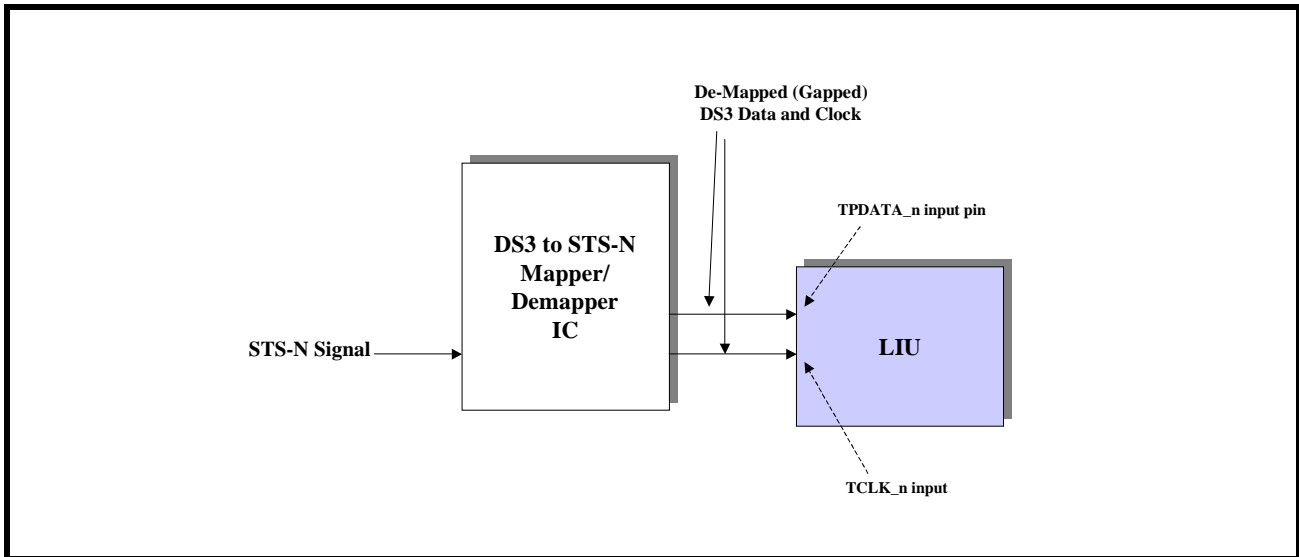 De-Mapped (Gapped)
DS3 Data and Clock
TPDATA_n input pin
DS3 to STS-N
Mapper/
Demapper
IC
STS-N Signal
LIU
TCLK_n input